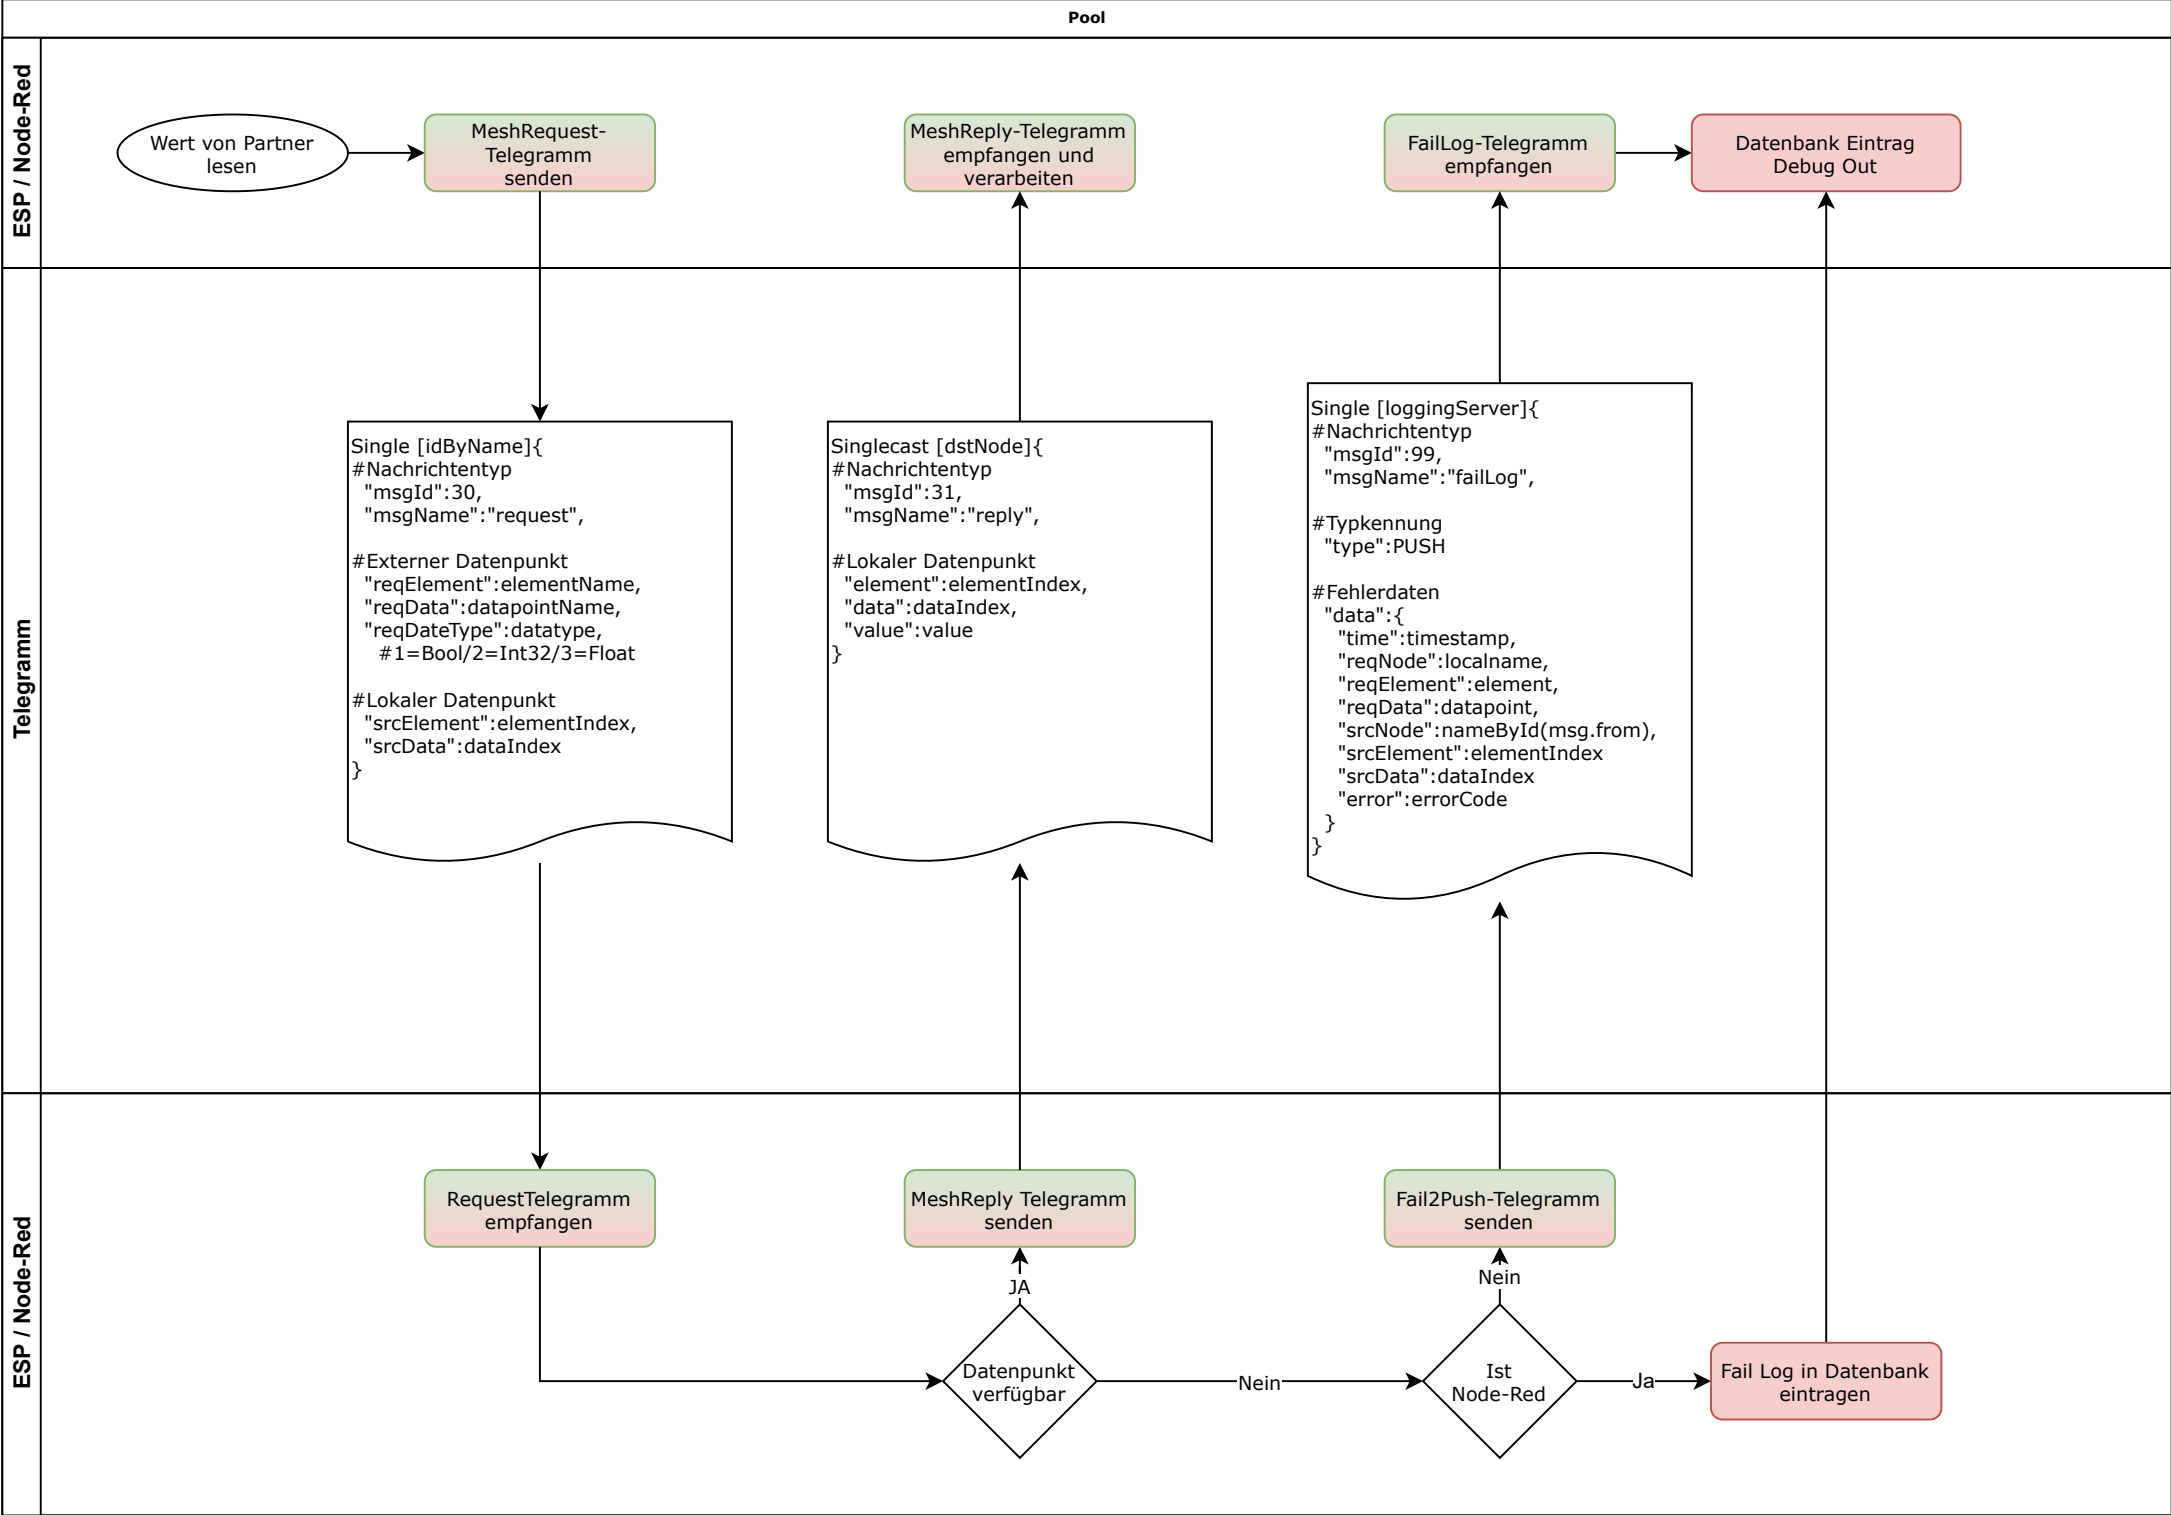 Pool
ESP / Node-Red
Wert von Partner
lesen
MeshRequest-
Telegramm
senden
MeshReply-Telegramm
empfangen und
verarbeiten
FailLog-Telegramm
empfangen
Datenbank Eintrag
Debug Out
Telegramm
Single [idByName]{
#Nachrichtentyp
"msgId":30,
"msgName":"request",
#Externer Datenpunkt
"reqElement":elementName,
"reqData":datapointName,
"reqDateType":datatype,
#1=Bool/2=Int32/3=Float
#Lokaler Datenpunkt
"srcElement":elementIndex,
"srcData":dataIndex
}
Singlecast [dstNode]{
#Nachrichtentyp
"msgId":31,
"msgName":"reply",
#Lokaler Datenpunkt
"element":elementIndex,
"data":dataIndex,
"value":value
}
Single [loggingServer]{
#Nachrichtentyp
"msgId":99,
"msgName":"failLog",
#Typkennung
"type":PUSH
#Fehlerdaten
"data":{
"time":timestamp,
"reqNode":localname,
"reqElement":element,
"reqData":datapoint,
"srcNode":nameById(msg.from),
"srcElement":elementIndex
"srcData":dataIndex
"error":errorCode
}
}
ESP / Node-Red
RequestTelegramm
empfangen
MeshReply Telegramm
senden
Fail2Push-Telegramm
senden
JA
Nein
Datenpunkt
verfügbar
Nein
Ist
Node-Red
Ja
Fail Log in Datenbank
eintragen